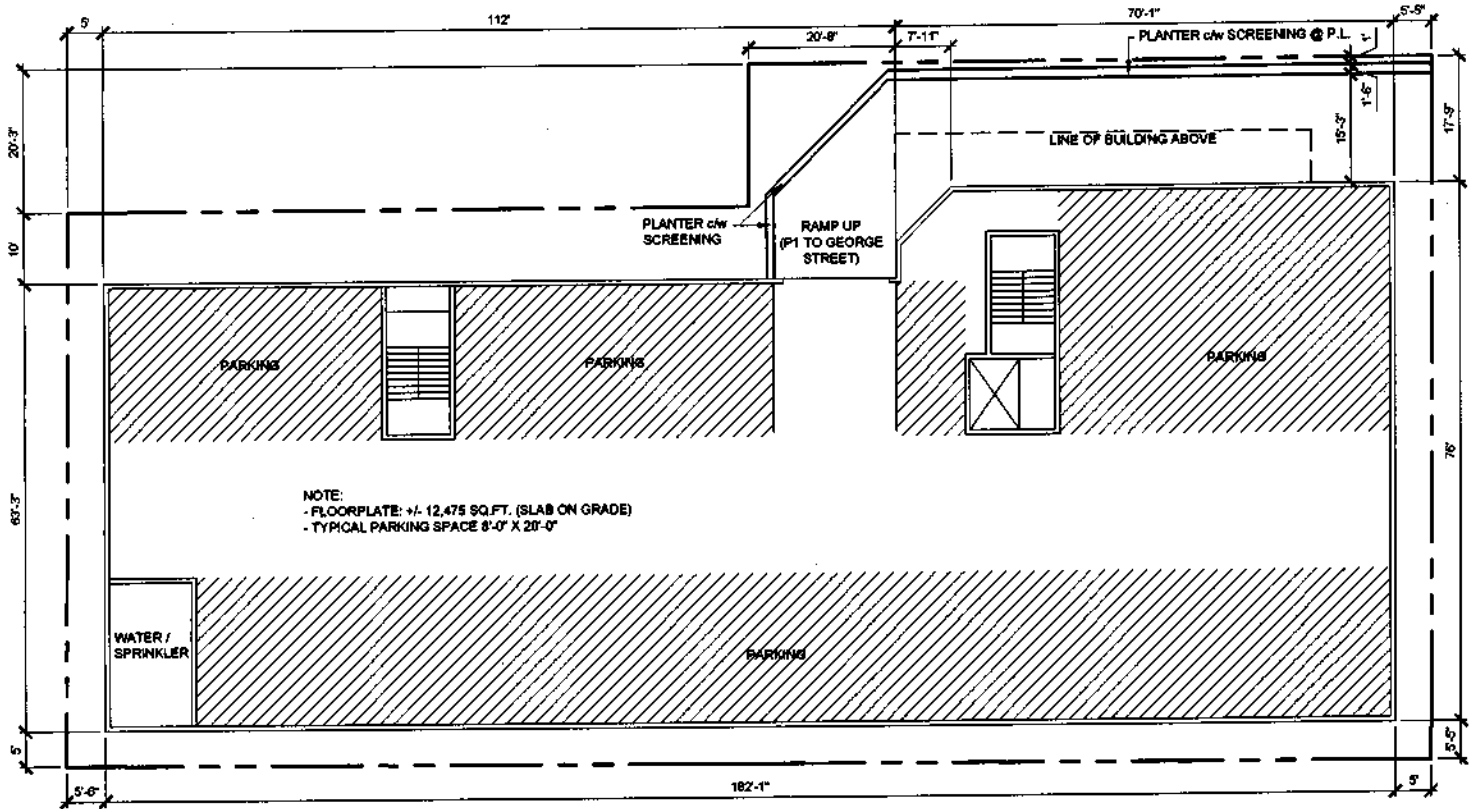 5'
112'
70'-1"
5'-5"
20'-8"
7'-11"
PLANTER c/w SCREENING @ P.L.
1'
1'-6"
15'-3"
17'-9"
20'-3"
LINE OF BUILDING ABOVE
PLANTER c/w
SCREENING
RAMP UP
(P1 TO GEORGE
STREET)
10'
PARKING
PARKING
PARKING
63'-3"
76'
NOTE:
- FLOORPLATE: +/- 12,475 SQ.FT. (SLAB ON GRADE)
- TYPICAL PARKING SPACE 8'-0" X 20'-0"
WATER /
SPRINKLER
PARKING
5'
5'-5"
5'-6"
182'-1"
5'